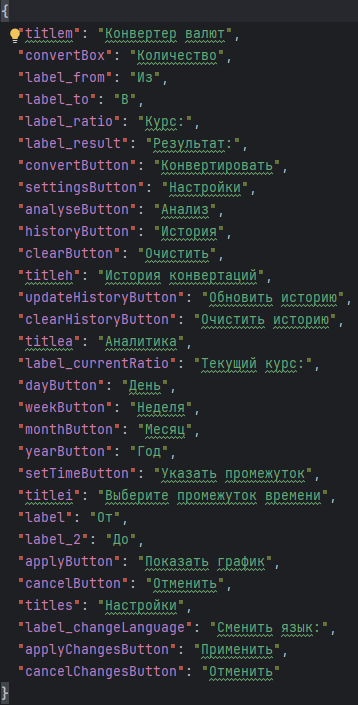 {
"titlem": "Конвертер валют",
"convertBox": "Количество",
"label_from": "Из",
"label_to": "В",
"label_ratio": "Курс:",
"label_result": "Результат:",
"convertButton": "Конвертировать",
"settingsButton": "Настройки",
"analyseButton": "Анализ",
"historyButton": "История",
"clearButton": "Очистить",
"titleh": "История конвертаций",
"updateHistoryButton": "Обновить историю",
"clearHistoryButton": "Очистить историю",
"titlea": "Аналитика",
"label_currentRatio": "Текущий курс:",
"dayButton": "День",
"weekButton": "Неделя",
"monthButton": "Месяц",
"yearButton": "Год",
"setTimeButton": "Указать промежуток",
"titlei": "Выберите промежуток времени",
"label": "От",
"label_2": "До",
"applyButton": "Показать график",
"cancelButton": "Отменить",
"titles": "Настройки",
"label_changeLanguage": "Сменить язык:",
"applyChangesButton": "Применить",
"cancelChangesButton": "Отменить"
}